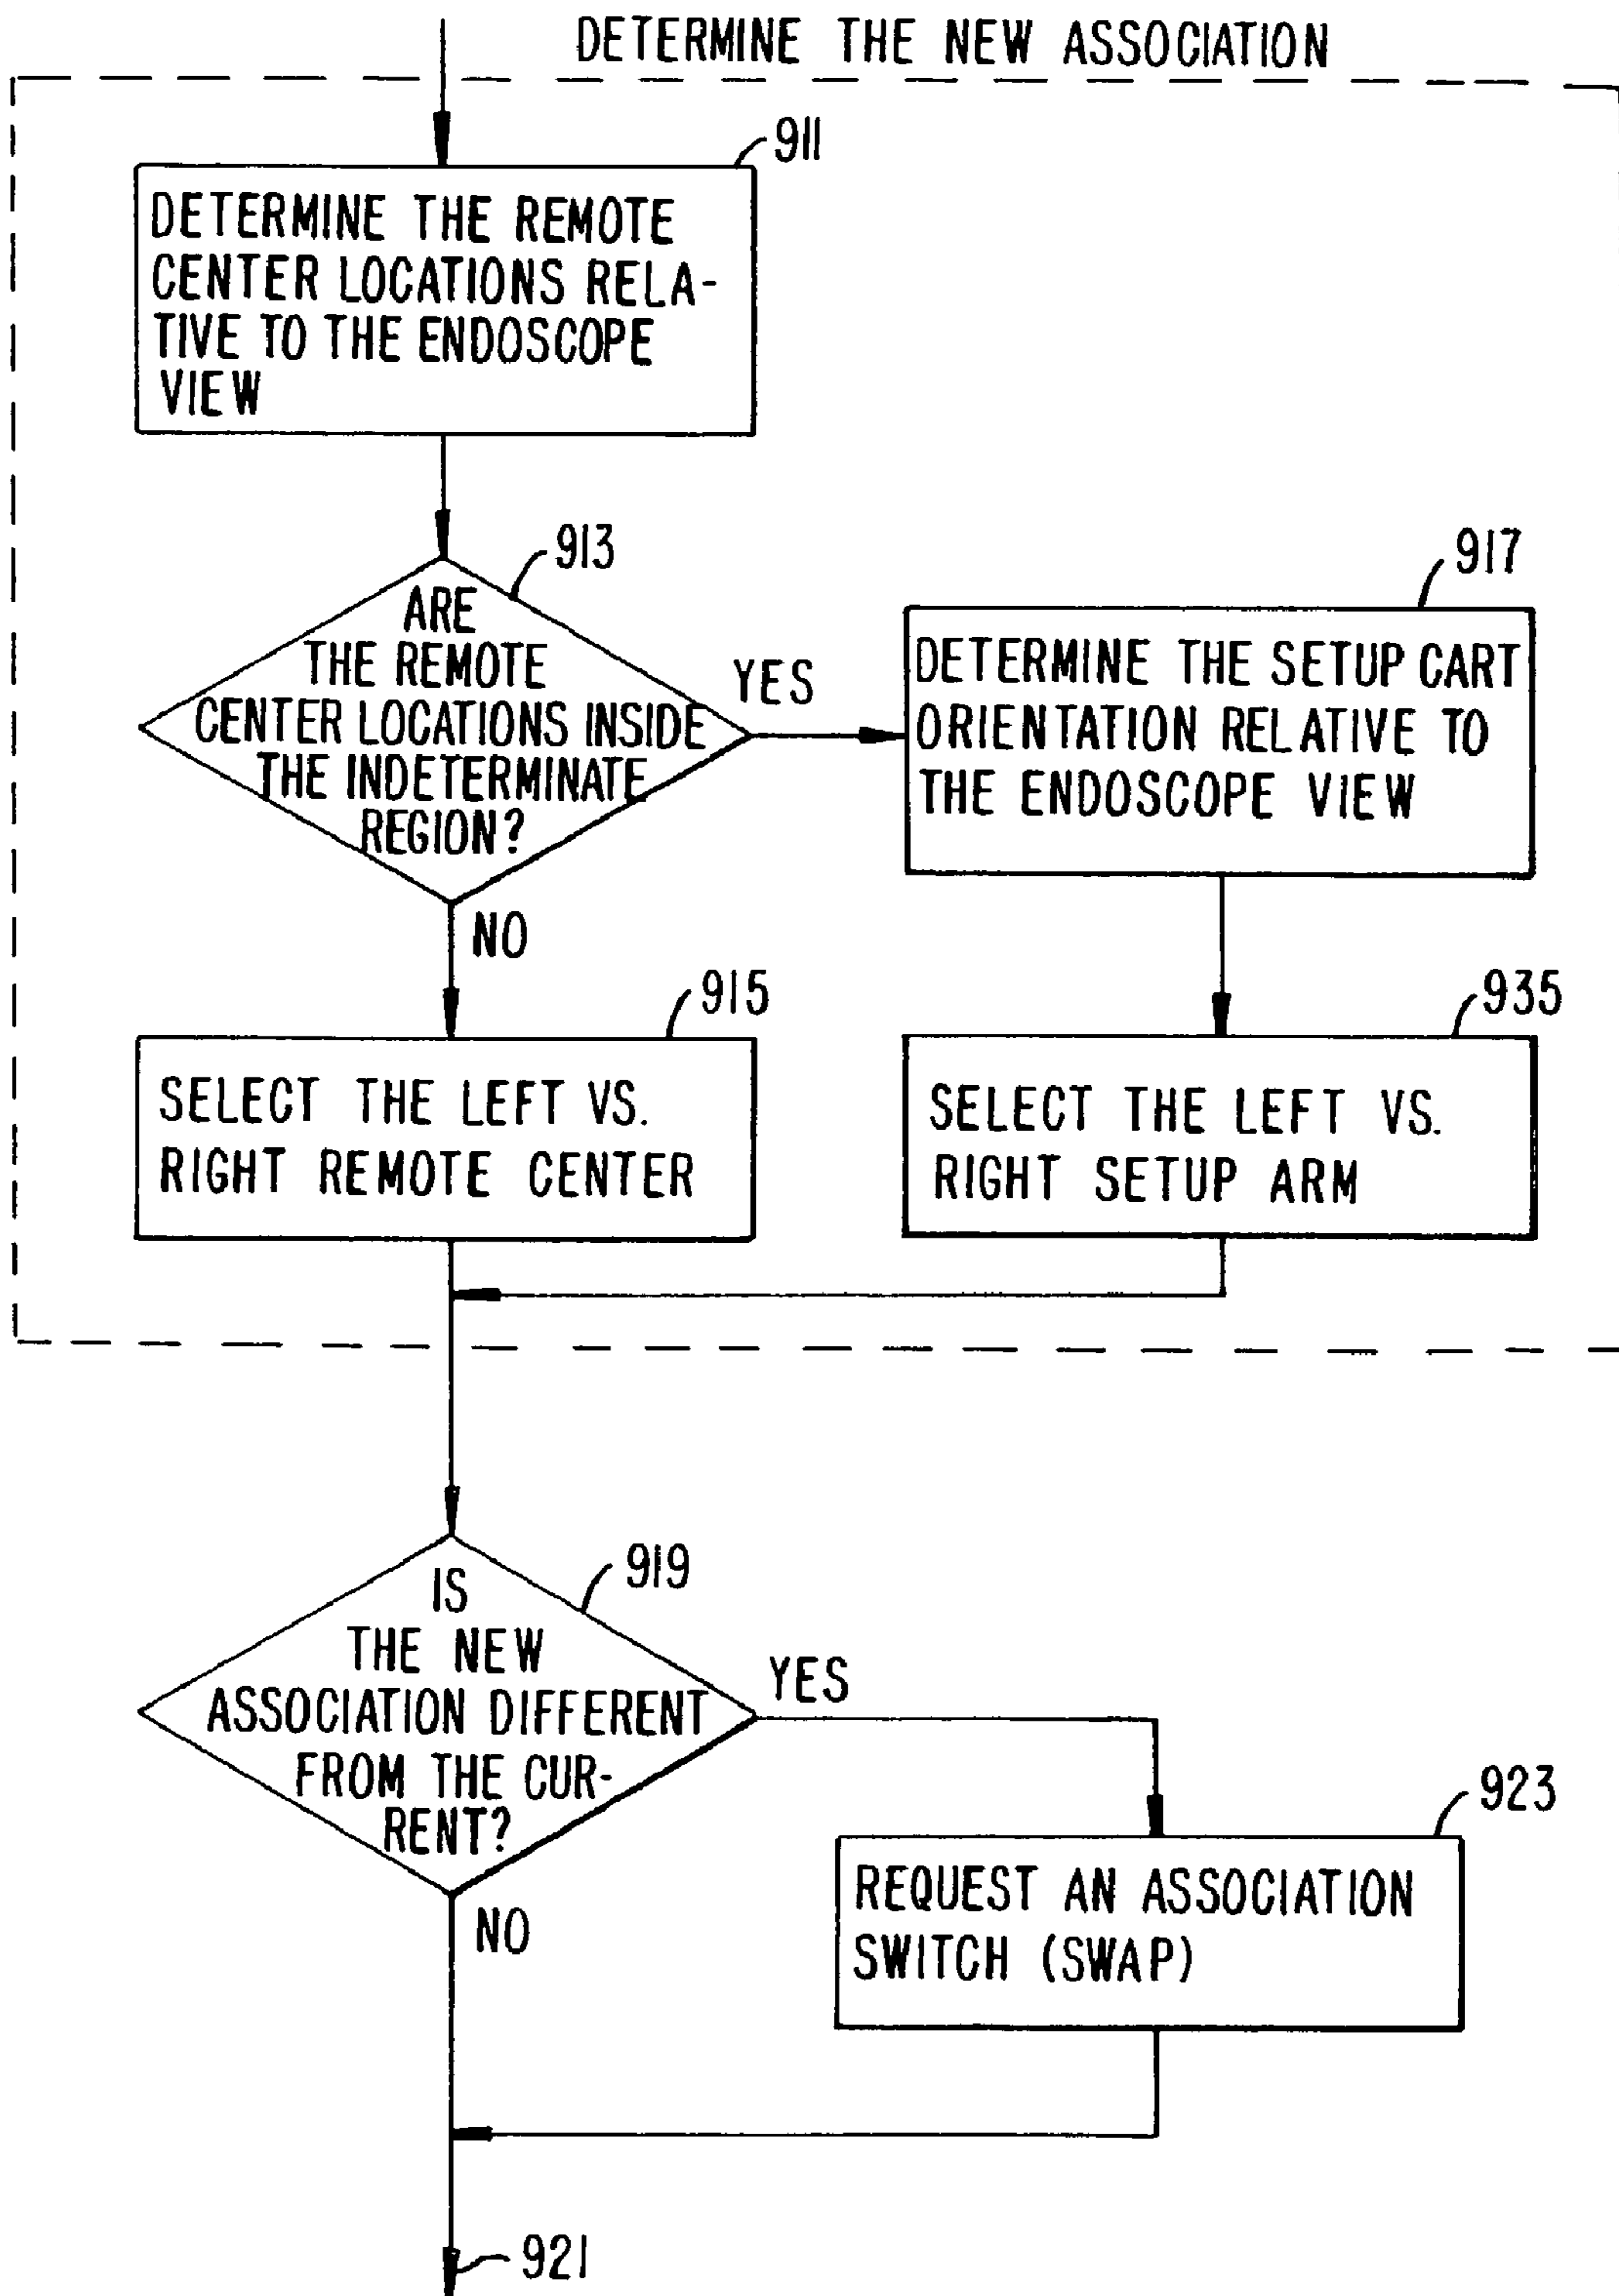 DETERMINE THE NEW ASSOCIATION
911
DETERMINE THE REMOTE
CENTER LOCATIONS RELA-
TIVE TO THE ENDOSCOPE
VIEW
913
ARE
THE REMOTE
CENTER LOCATIONS INSIDE
THE INDETERMINATE
REGION?
YES
917
DETERMINE THE SETUP CART
ORIENTATION RELATIVE TO
THE ENDOSCOPE VIEW
NO
915
SELECT THE LEFT VS.
RIGHT REMOTE CENTER
935
SELECT THE LEFT VS.
RIGHT SETUP ARM
919
IS
THE NEW
ASSOCIATION DIFFERENT
FROM THE CUR-
RENT?
YES
923
REQUEST AN ASSOCIATION
SWITCH (SWAP)
NO
921